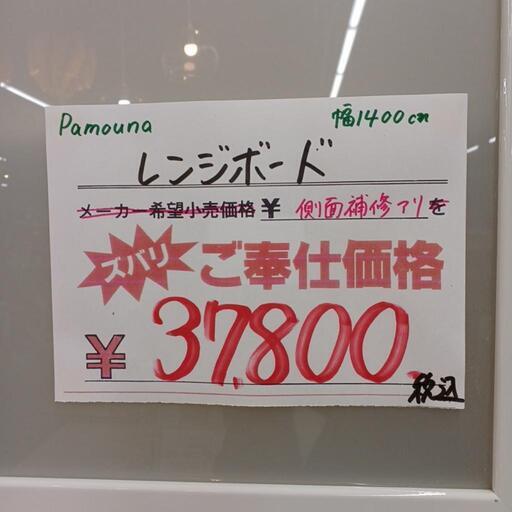 Pamouna 幅1400cm
レンジボード
メーカー希望小売価格 ¥ 側面補修アリを
ズバリ ご奉仕価格
¥ 37,800 税込